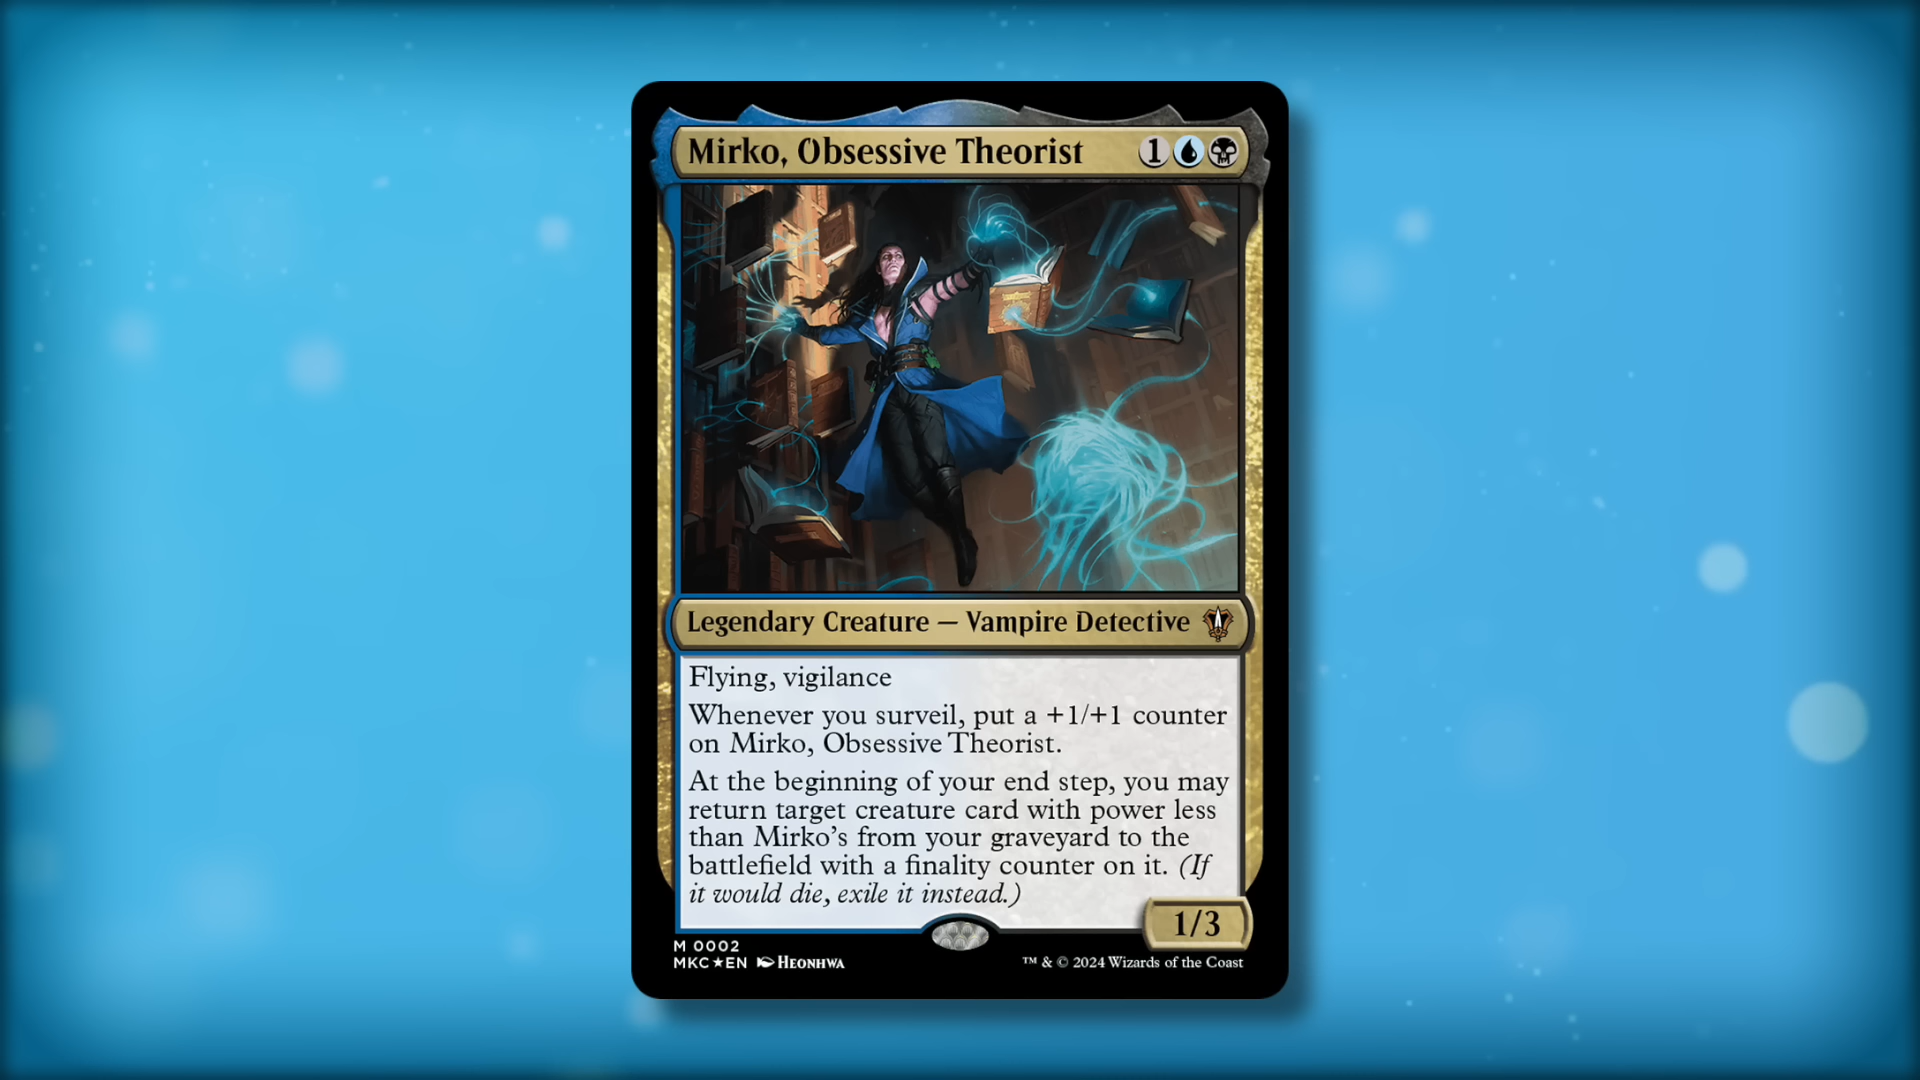 Mirko, Obsessive Theorist 1
Legendary Creature — Vampire Detective
Flying, vigilance
Whenever you surveil, put a +1/+1 counter
on Mirko, Obsessive Theorist.
At the beginning of your end step, you may
return target creature card with power less
than Mirko's from your graveyard to the
battlefield with a finality counter on it. (If
it would die, exile it instead.)
1/3
M 0002
MKC★EN Heonhwa
™ & © 2024 Wizards of the Coast